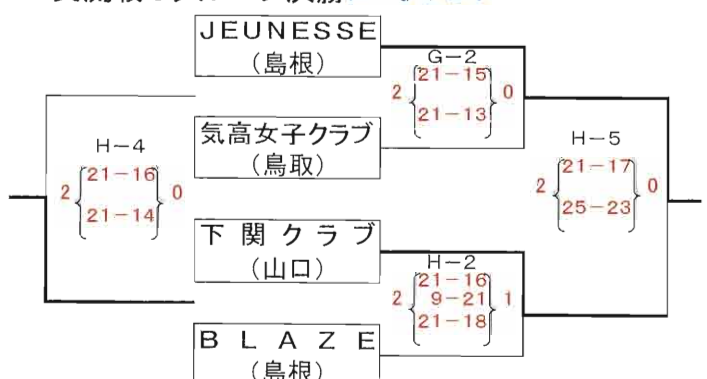 JEUNESSE
(島根)
G-2
2 21-15 0
21-13
気高女子クラブ
(鳥取)
H-4
2 21-16 0
21-14
H-5
2 21-17 0
25-23
下関クラブ
(山口)
H-2
21-16
2 9-21 1
21-18
BLAZE
(島根)